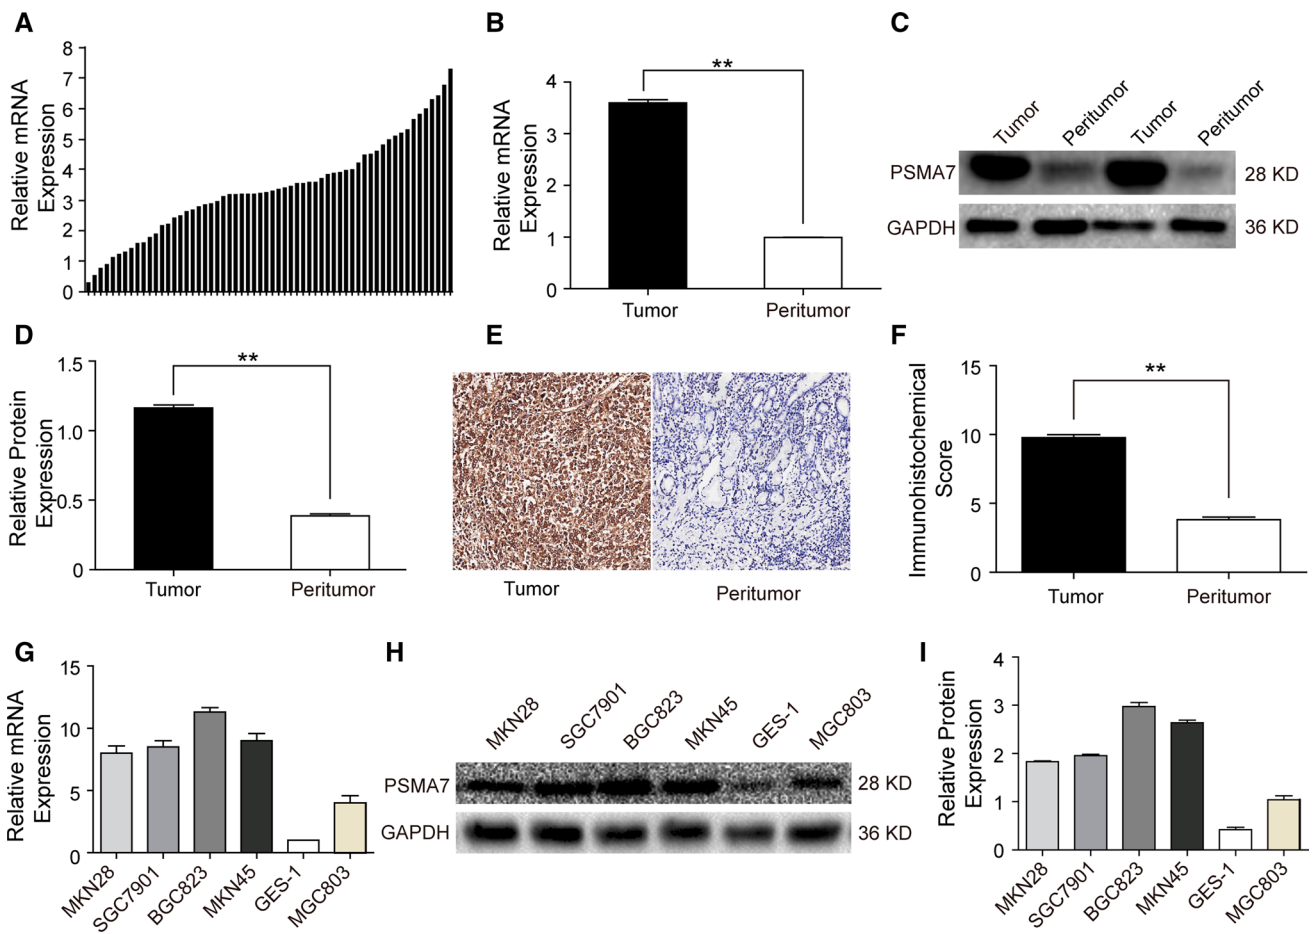 A
Relative mRNA
Expression
8
7
6
5
4
3
2
1
0
B
Relative mRNA
Expression
4
3
2
1
0
**
Tumor
Peritumor
C
Tumor
Peritumor
Tumor
Peritumor
PSMA7
28 KD
GAPDH
36 KD
D
Relative Protein
Expression
1.5
1.0
0.5
0
**
Tumor
Peritumor
E
Tumor
Peritumor
F
Immunohistochemical
Score
15
10
5
0
**
Tumor
Peritumor
G
Relative mRNA
Expression
15
10
5
0
MKN28
SGC7901
BGC823
MKN45
GES-1
MGC803
H
MKN28
SGC7901
BGC823
MKN45
GES-1
MGC803
PSMA7
28 KD
GAPDH
36 KD
I
Relative Protein
Expression
4
3
2
1
0
MKN28
SGC7901
BGC823
MKN45
GES-1
MGC803